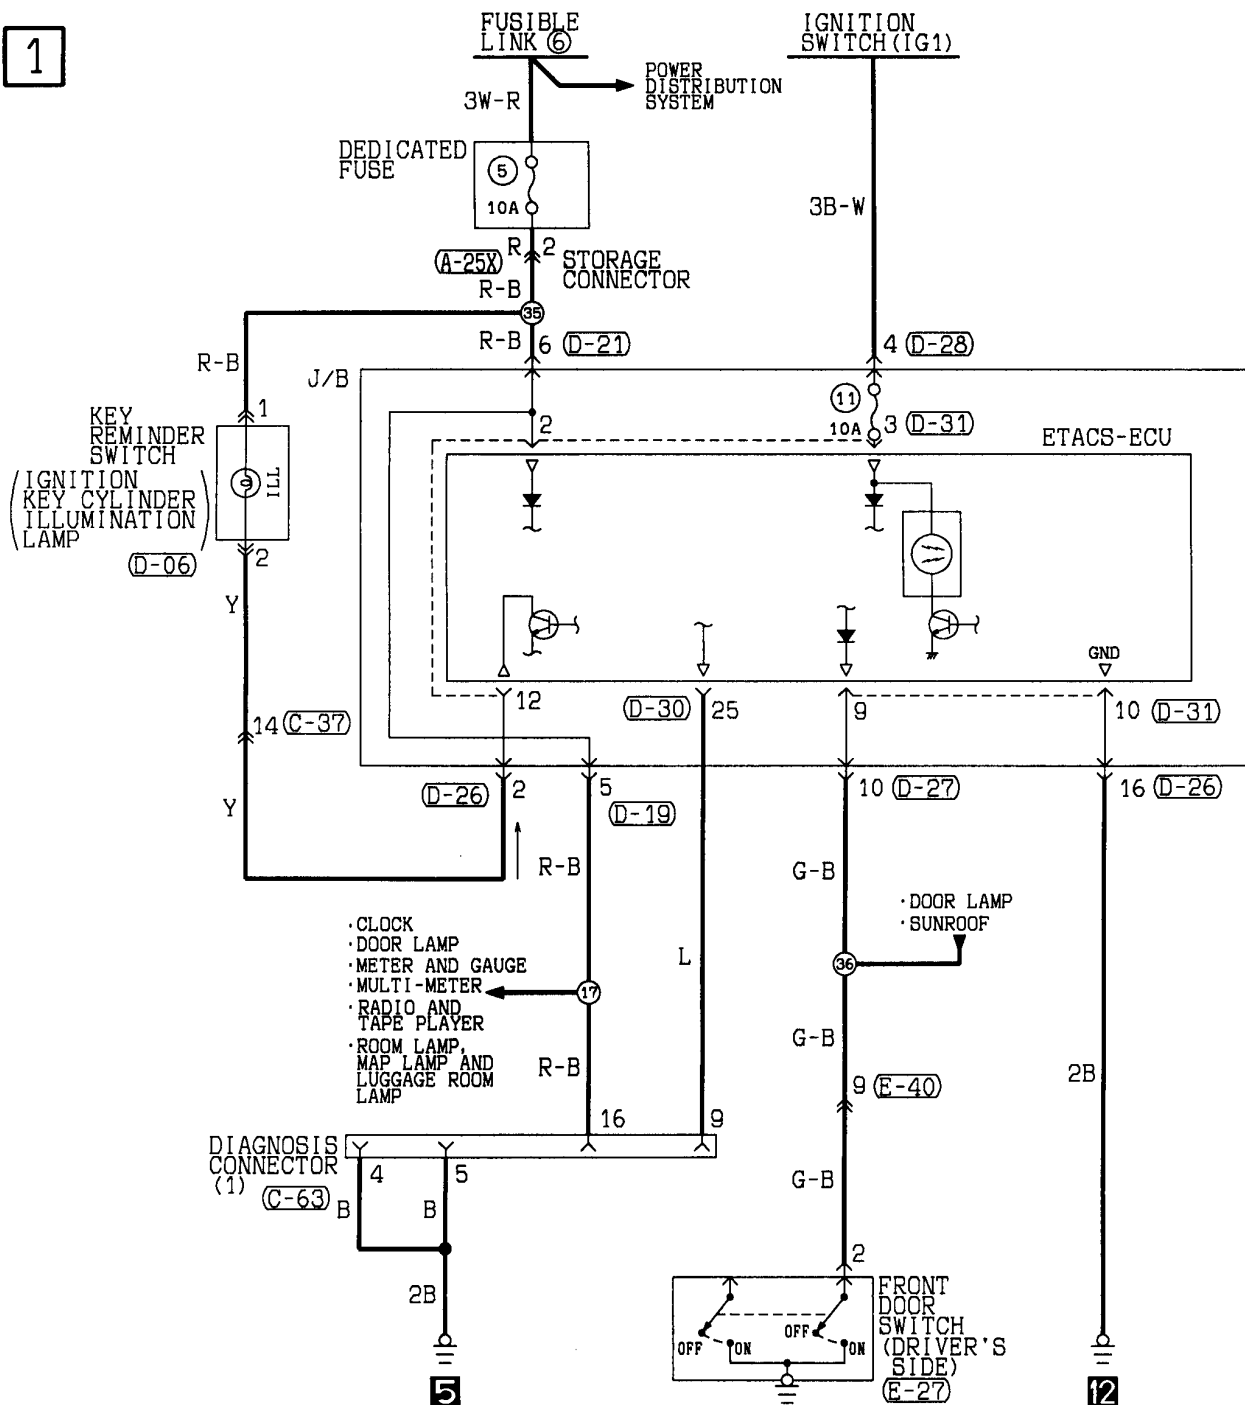 1
FUSIBLE
LINK ⑥
IGNITION
SWITCH(IG1)
POWER
DISTRIBUTION
SYSTEM
3W-R
DEDICATED
FUSE
5
10A
3B-W
R 2
A-25X
STORAGE
CONNECTOR
R-B
35
R-B 6 D-21
4 D-28
R-B
J/B
KEY
REMINDER
SWITCH
(IGNITION
KEY CYLINDER
ILLUMINATION
LAMP)
1
ILL
2
D-06
2
11
10A
3 D-31
ETACS-ECU
Y
GND
12
D-30 25
9
10 D-31
14 C-37
D-26 2
5
D-19
10 D-27
16 D-26
Y
R-B
G-B
·DOOR LAMP
·SUNROOF
·CLOCK
·DOOR LAMP
·METER AND GAUGE
·MULTI-METER
·RADIO AND
TAPE PLAYER
·ROOM LAMP,
MAP LAMP AND
LUGGAGE ROOM
LAMP
17
L
36
R-B
G-B
9 E-40
2B
16
9
DIAGNOSIS
CONNECTOR
(1)
C-63
4
5
B
B
G-B
2B
2
OFF
ON
OFF
ON
FRONT
DOOR
SWITCH
(DRIVER'S
SIDE)
E-27
5
12